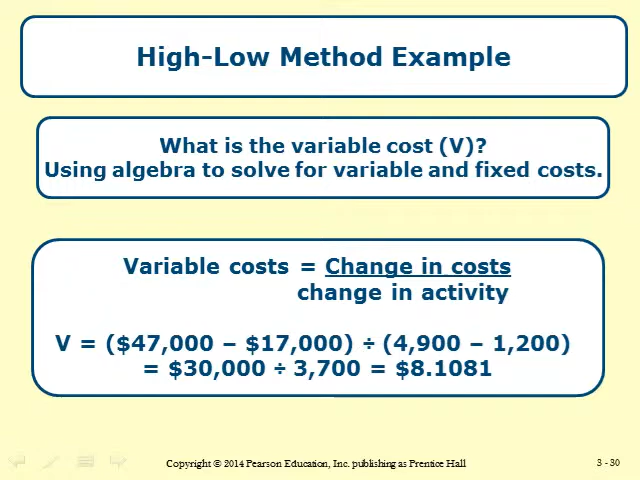 High-Low Method Example
What is the variable cost (V)?
Using algebra to solve for variable and fixed costs.
Variable costs = Change in costs
change in activity
V = ($47,000 – $17,000) ÷ (4,900 – 1,200)
= $30,000 ÷ 3,700 = $8.1081
Copyright © 2014 Pearson Education, Inc. publishing as Prentice Hall
3 - 30